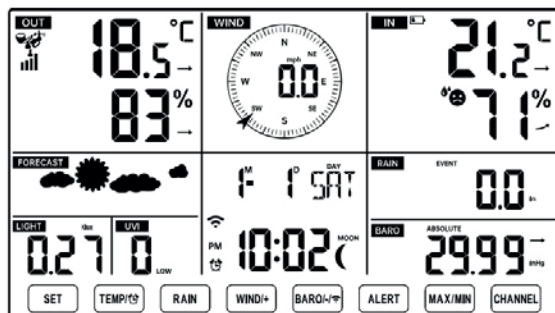 OUT
18.5 °C
83 %
WIND
N
NW NE
mph
W 0.0 E
SW SE
S
IN
21.2 °C
71 %
FORECAST
M D DAY
1- 1 SAT
RAIN EVENT
0.0 in
LIGHT
0.27
UVI
0 LOW
PM 10:02 MOON
BARO ABSOLUTE
29.99 inHg
SET TEMP/ RAIN WIND/+ BARO/-/ ALERT MAX/MIN CHANNEL